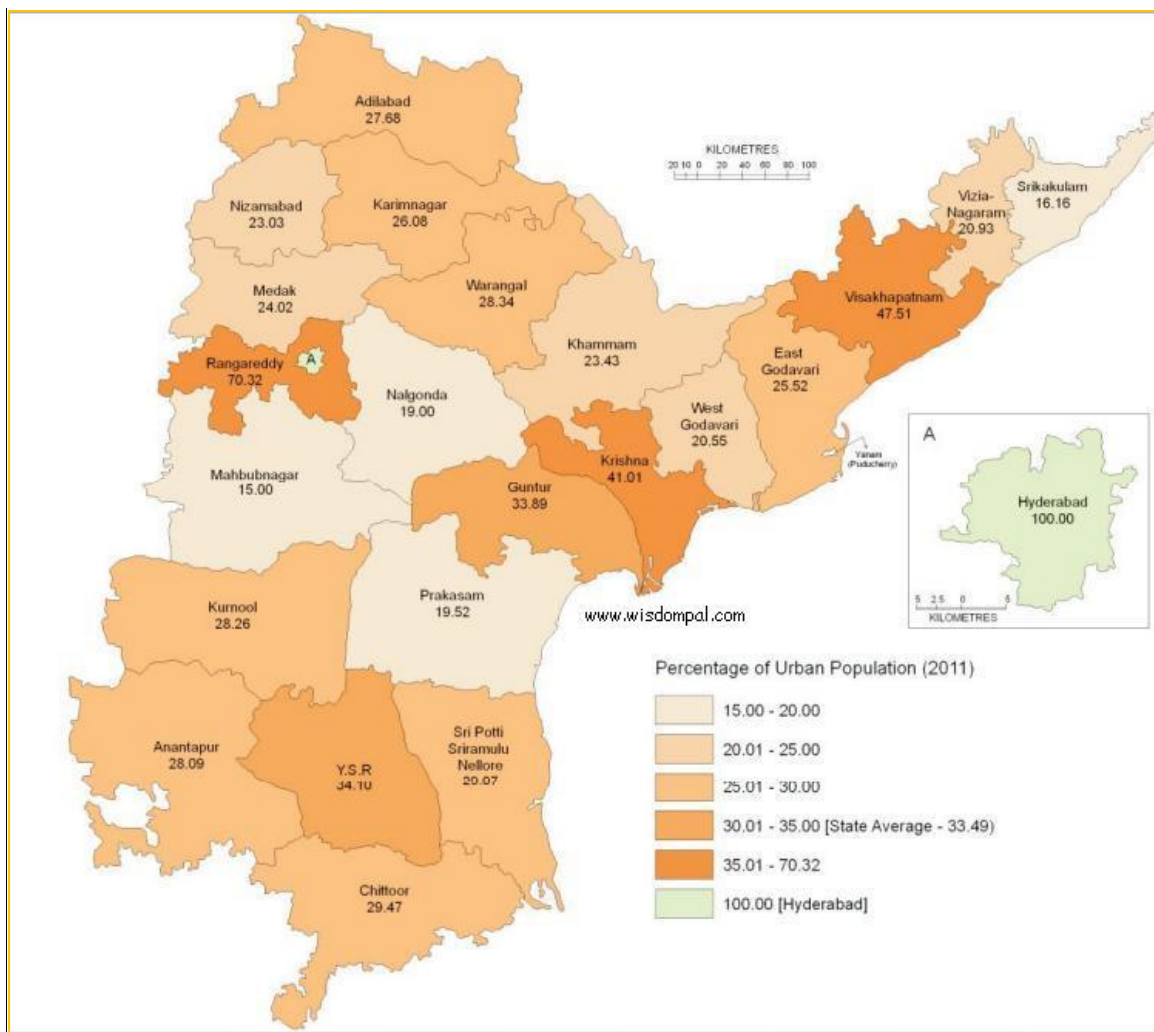 Adilabad
27.68
Nizamabad
23.03
Karimnagar
26.08
Medak
24.02
Warangal
28.34
Rangareddy
70.32
A
Khammam
23.43
Nalgonda
19.00
Mahbubnagar
15.00
KILOMETRES
20 10 0 20 40 60 80 100
Srikakulam
16.16
Vizia-
Nagaram
20.93
Visakhapatnam
47.51
East
Godavari
25.52
West
Godavari
20.55
Yanam
(Puducherry)
Krishna
41.01
Guntur
33.89
Prakasam
19.52
Kurnool
28.26
Anantapur
28.09
Y.S.R
34.10
Sri Potti
Sriramulu
Nellore
Chittoor
29.47
www.wisdompal.com
A
Hyderabad
100.00
5 2.5 0 5
KILOMETRES
Percentage of Urban Population (2011)
15.00 - 20.00
20.01 - 25.00
25.01 - 30.00
30.01 - 35.00 [State Average - 33.49)
35.01 - 70.32
100.00 [Hyderabad]